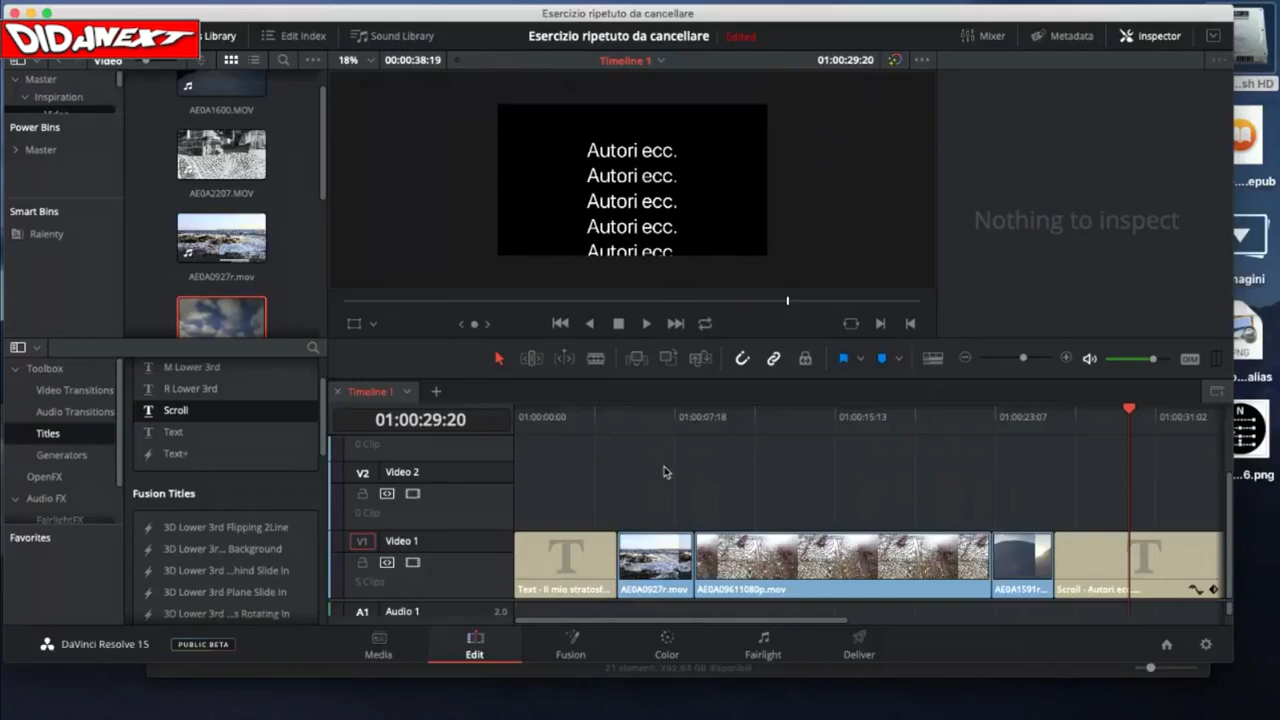 Esercizio ripetuto da cancellare
DIDANEXT
s Library
Edit Index
Sound Library
Esercizio ripetuto da cancellare
Edited
Mixer
Metadata
Inspector
Video
18%
00:00:38:19
Timeline 1
01:00:29:20
Master
Inspiration
Power Bins
Master
Smart Bins
Ralenty
AE0A1600.MOV
AE0A2207.MOV
AE0A0927r.mov
Autori ecc.
Autori ecc.
Autori ecc.
Autori ecc.
Autori ecc.
Nothing to inspect
sh HD
....epub
magini
PNG
...alias
N
...6.png
Toolbox
Video Transitions
Audio Transitions
Titles
Generators
OpenFX
Audio FX
FairlightFX
Favorites
M Lower 3rd
R Lower 3rd
Scroll
Text
Text+
Fusion Titles
3D Lower 3rd Flipping 2Line
3D Lower 3r... Background
3D Lower 3rd ...hind Slide In
3D Lower 3rd Plane Slide In
3D Lower 3rd ...s Rotating In
DIM
Timeline 1
01:00:29:20
01:00:00:00
01:00:07:18
01:00:15:13
01:00:23:07
01:00:31:02
0 Clip
V2
Video 2
0 Clip
V1
Video 1
5 Clips
A1
Audio 1
2.0
Text - Il mio stratosf...
AE0A0927r.mov
AE0A09611080p.mov
AE0A1591r...
Scroll - Autori ecc....
DaVinci Resolve 15
PUBLIC BETA
Media
Edit
Fusion
Color
Fairlight
Deliver
21 elementi, 392,64 GB disponibili